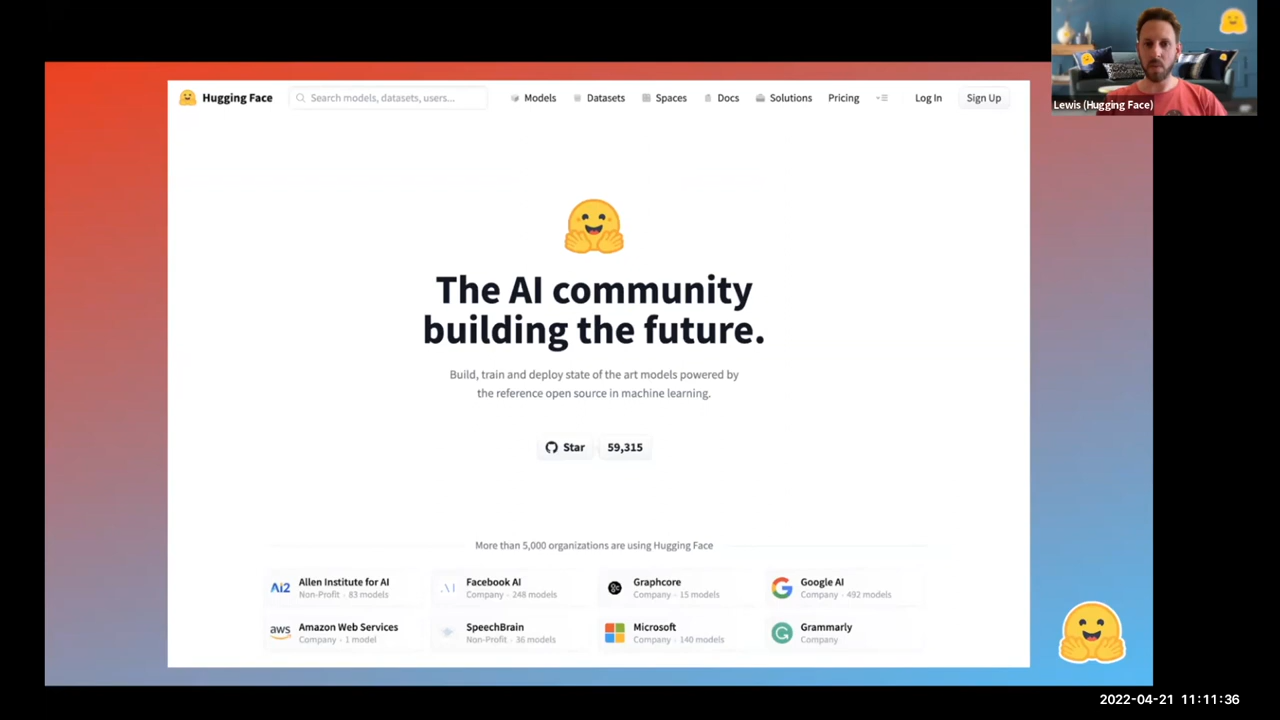 Hugging Face
Search models, datasets, users...
Models
Datasets
Spaces
Docs
Solutions
Pricing
Log In
Sign Up
Lewis (Hugging Face)
The AI community
building the future.
Build, train and deploy state of the art models powered by
the reference open source in machine learning.
Star
59,315
More than 5,000 organizations are using Hugging Face
Ai2
Allen Institute for AI
Non-Profit · 83 models
Facebook AI
Company · 248 models
Graphcore
Company · 15 models
Google AI
Company · 492 models
aws
Amazon Web Services
Company · 1 model
SpeechBrain
Non-Profit · 36 models
Microsoft
Company · 140 models
Grammarly
Company
2022-04-21 11:11:36